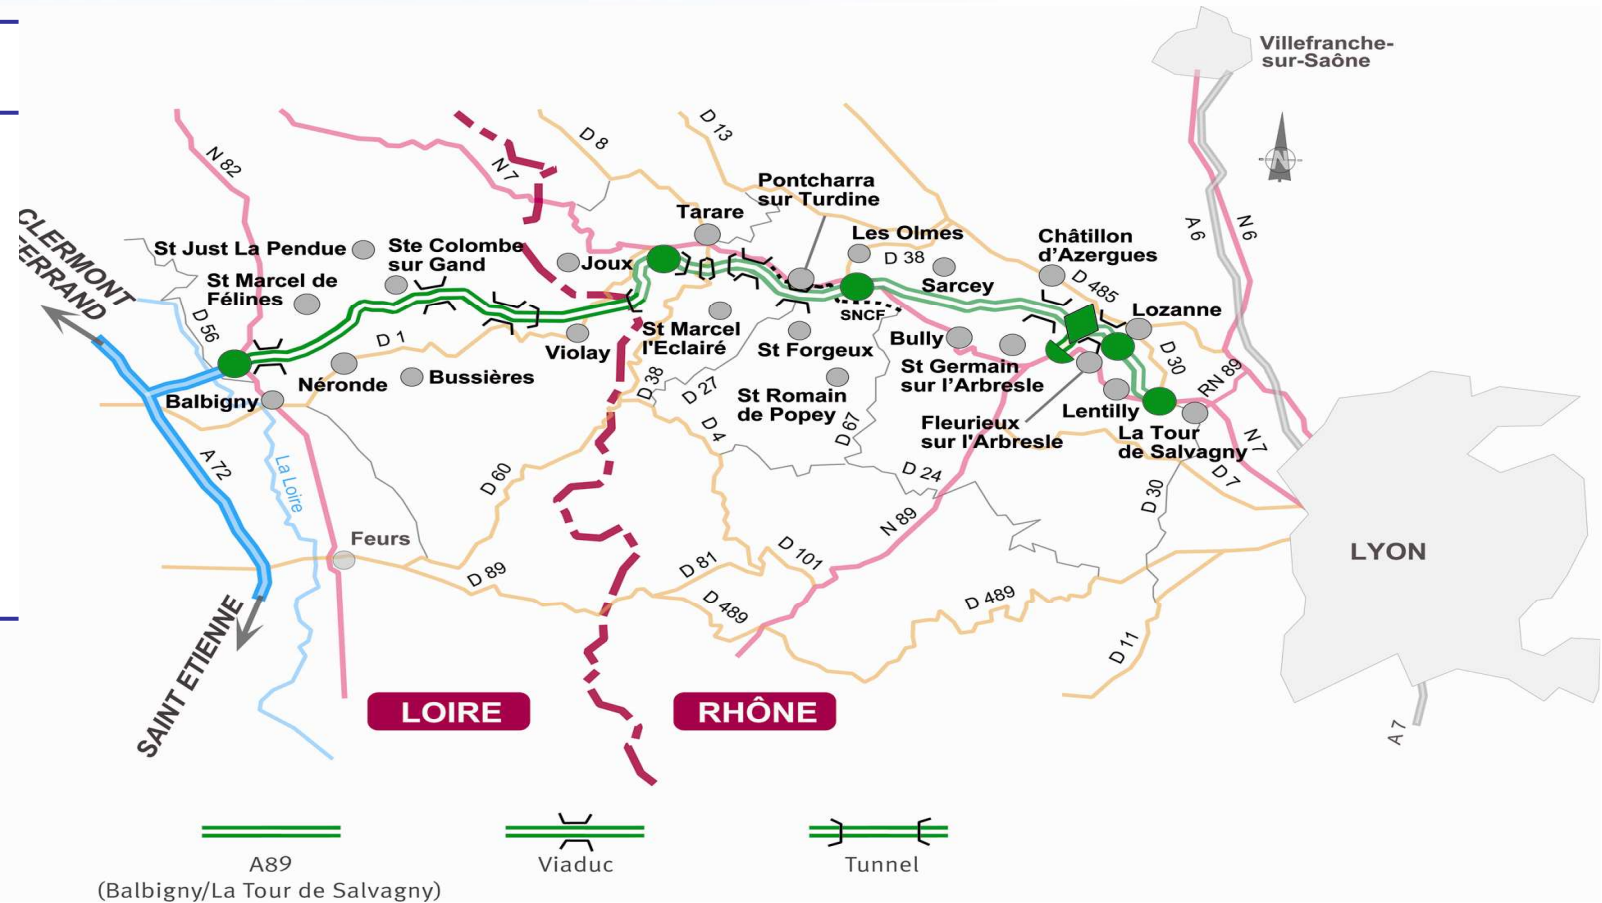 Villefranche-
sur-Saône
N 82
N 7
D 8
D 13
A 6
N 6
N
Pontcharra
sur Turdine
Tarare
Les Olmes
D 38
Châtillon
d'Azergues
D 485
CLERMONT
FERRAND
St Just La Pendue
Ste Colombe
sur Gand
Joux
St Marcel de
Félines
Sarcey
Lozanne
D 56
D 1
SNCF
St Marcel
l'Eclairé
Violay
St Forgeux
Bully
St Germain
sur l'Arbresle
D 30
RN 89
Néronde
Bussières
Balbigny
D 38
D 27
St Romain
de Popey
D 67
Fleurieux
sur l'Arbresle
Lentilly
La Tour
de Salvagny
N 7
D 7
D 4
A 72
La Loire
D 60
D 24
D 30
N 89
Feurs
D 89
D 81
D 101
D 489
D 489
D 11
LYON
SAINT ETIENNE
LOIRE
RHÔNE
A 7
A89
(Balbigny/La Tour de Salvagny)
Viaduc
Tunnel